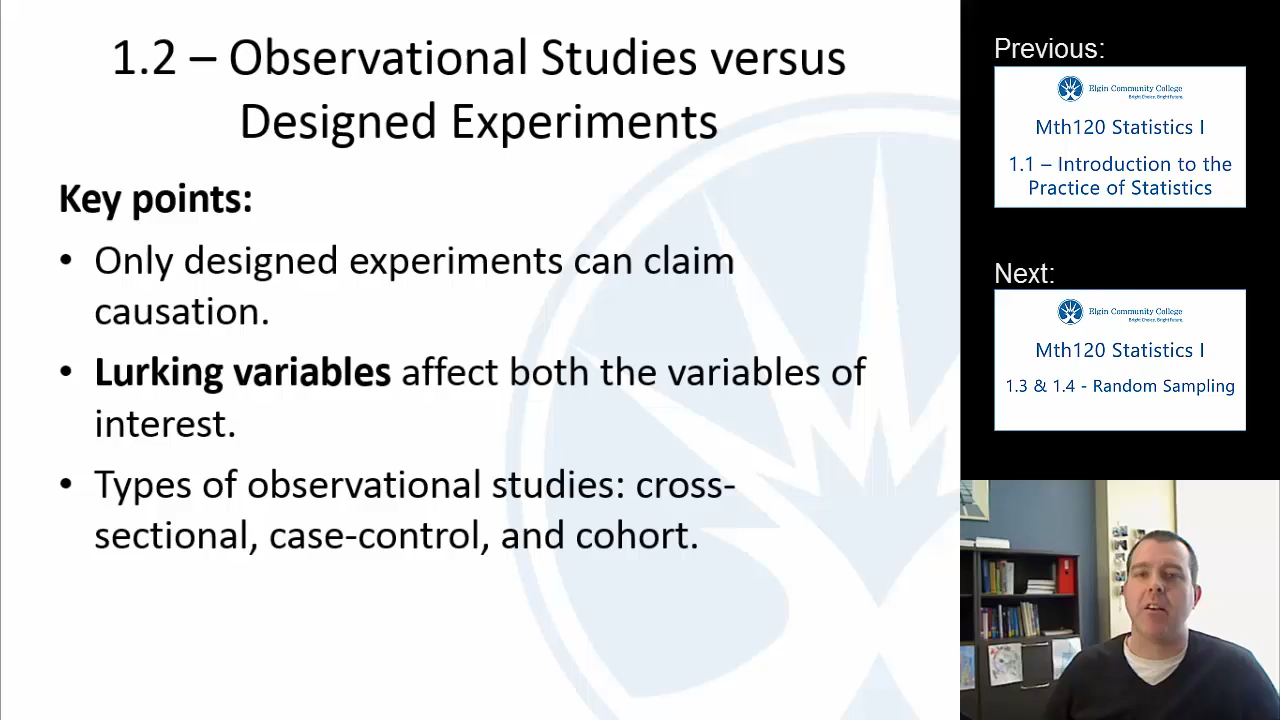 1.2 – Observational Studies versus
Designed Experiments
Key points:
• Only designed experiments can claim
causation.
• Lurking variables affect both the variables of
interest.
• Types of observational studies: cross-
sectional, case-control, and cohort.
Previous:
Elgin Community College
Bright Choice. Bright Future.
Mth120 Statistics I
1.1 – Introduction to the
Practice of Statistics
Next:
Elgin Community College
Bright Choice. Bright Future.
Mth120 Statistics I
1.3 & 1.4 - Random Sampling